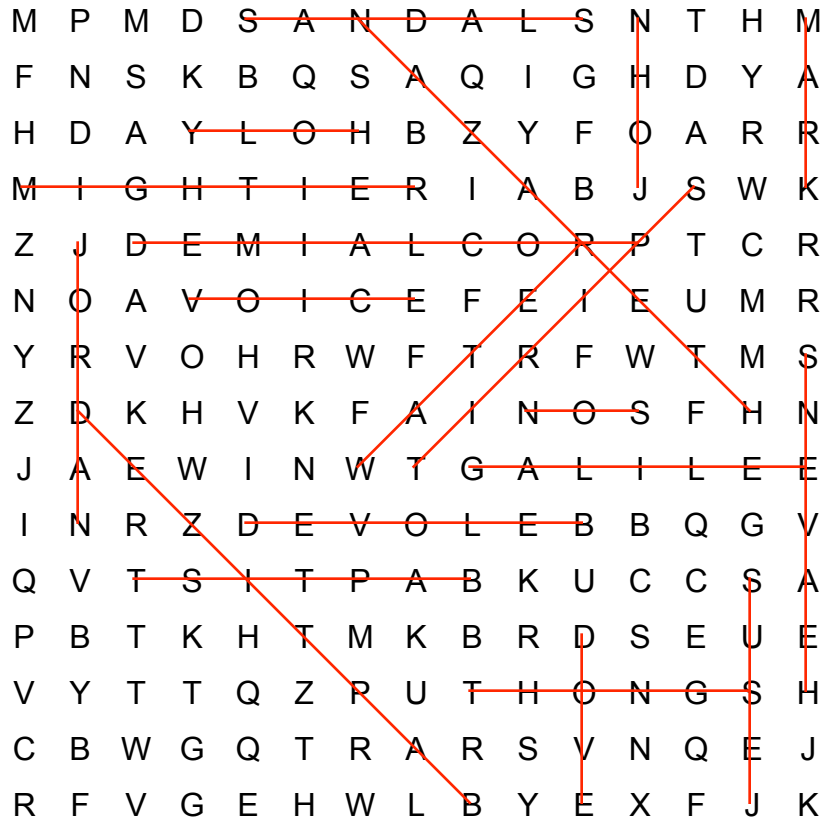 M P M D S A N D A L S N T H M
F N S K B Q S A Q I G H D Y A
H D A Y L O H B Z Y F O A R R
M I G H T I E R I A B J S W K
Z J D E M I A L C O R P T C R
N O A V O I C E F E I E U M R
Y R V O H R W F T R F W T M S
Z D K H V K F A I N O S F H N
J A E W I N W T G A L I L E E
I N R Z D E V O L E B B Q G V
Q V T S I T P A B K U C C S A
P B T K H T M K B R D S E U E
V Y T T Q Z P U T H O N G S H
C B W G Q T R A R S V N Q E J
R F V G E H W L B Y E X F J K